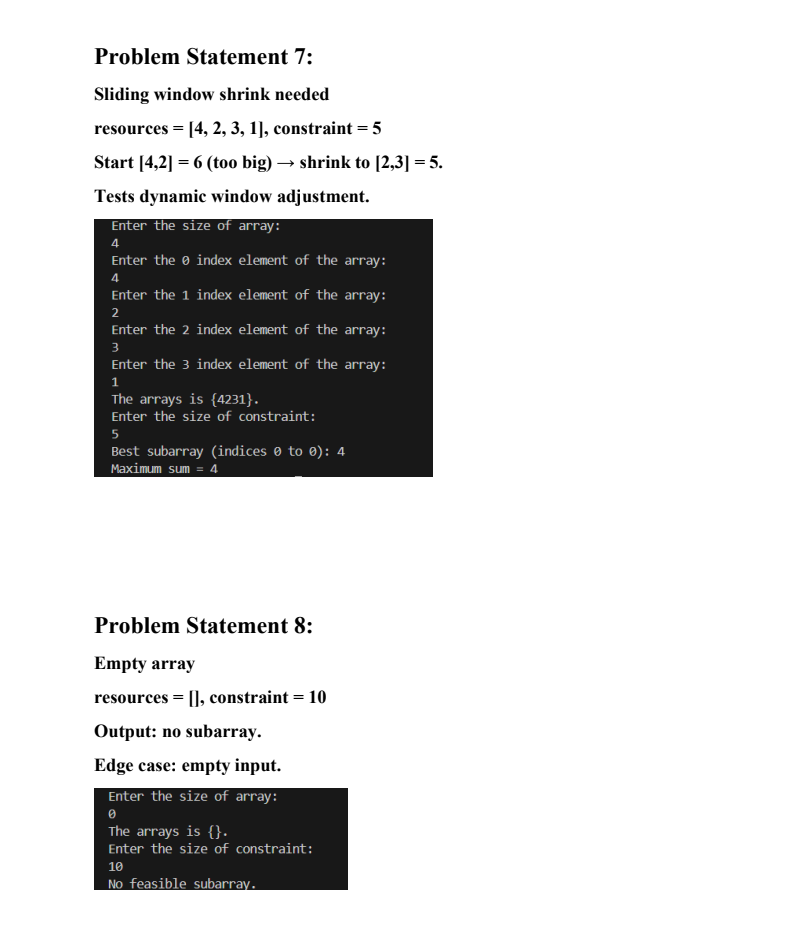 Problem Statement 7:
Sliding window shrink needed
resources = [4, 2, 3, 1], constraint = 5
Start [4,2] = 6 (too big) → shrink to [2,3] = 5.
Tests dynamic window adjustment.
Enter the size of array:
4
Enter the 0 index element of the array:
4
Enter the 1 index element of the array:
2
Enter the 2 index element of the array:
3
Enter the 3 index element of the array:
1
The arrays is {4231}.
Enter the size of constraint:
5
Best subarray (indices 0 to 0): 4
Maximum sum = 4
Problem Statement 8:
Empty array
resources = [], constraint = 10
Output: no subarray.
Edge case: empty input.
Enter the size of array:
0
The arrays is {}.
Enter the size of constraint:
10
No feasible subarray.